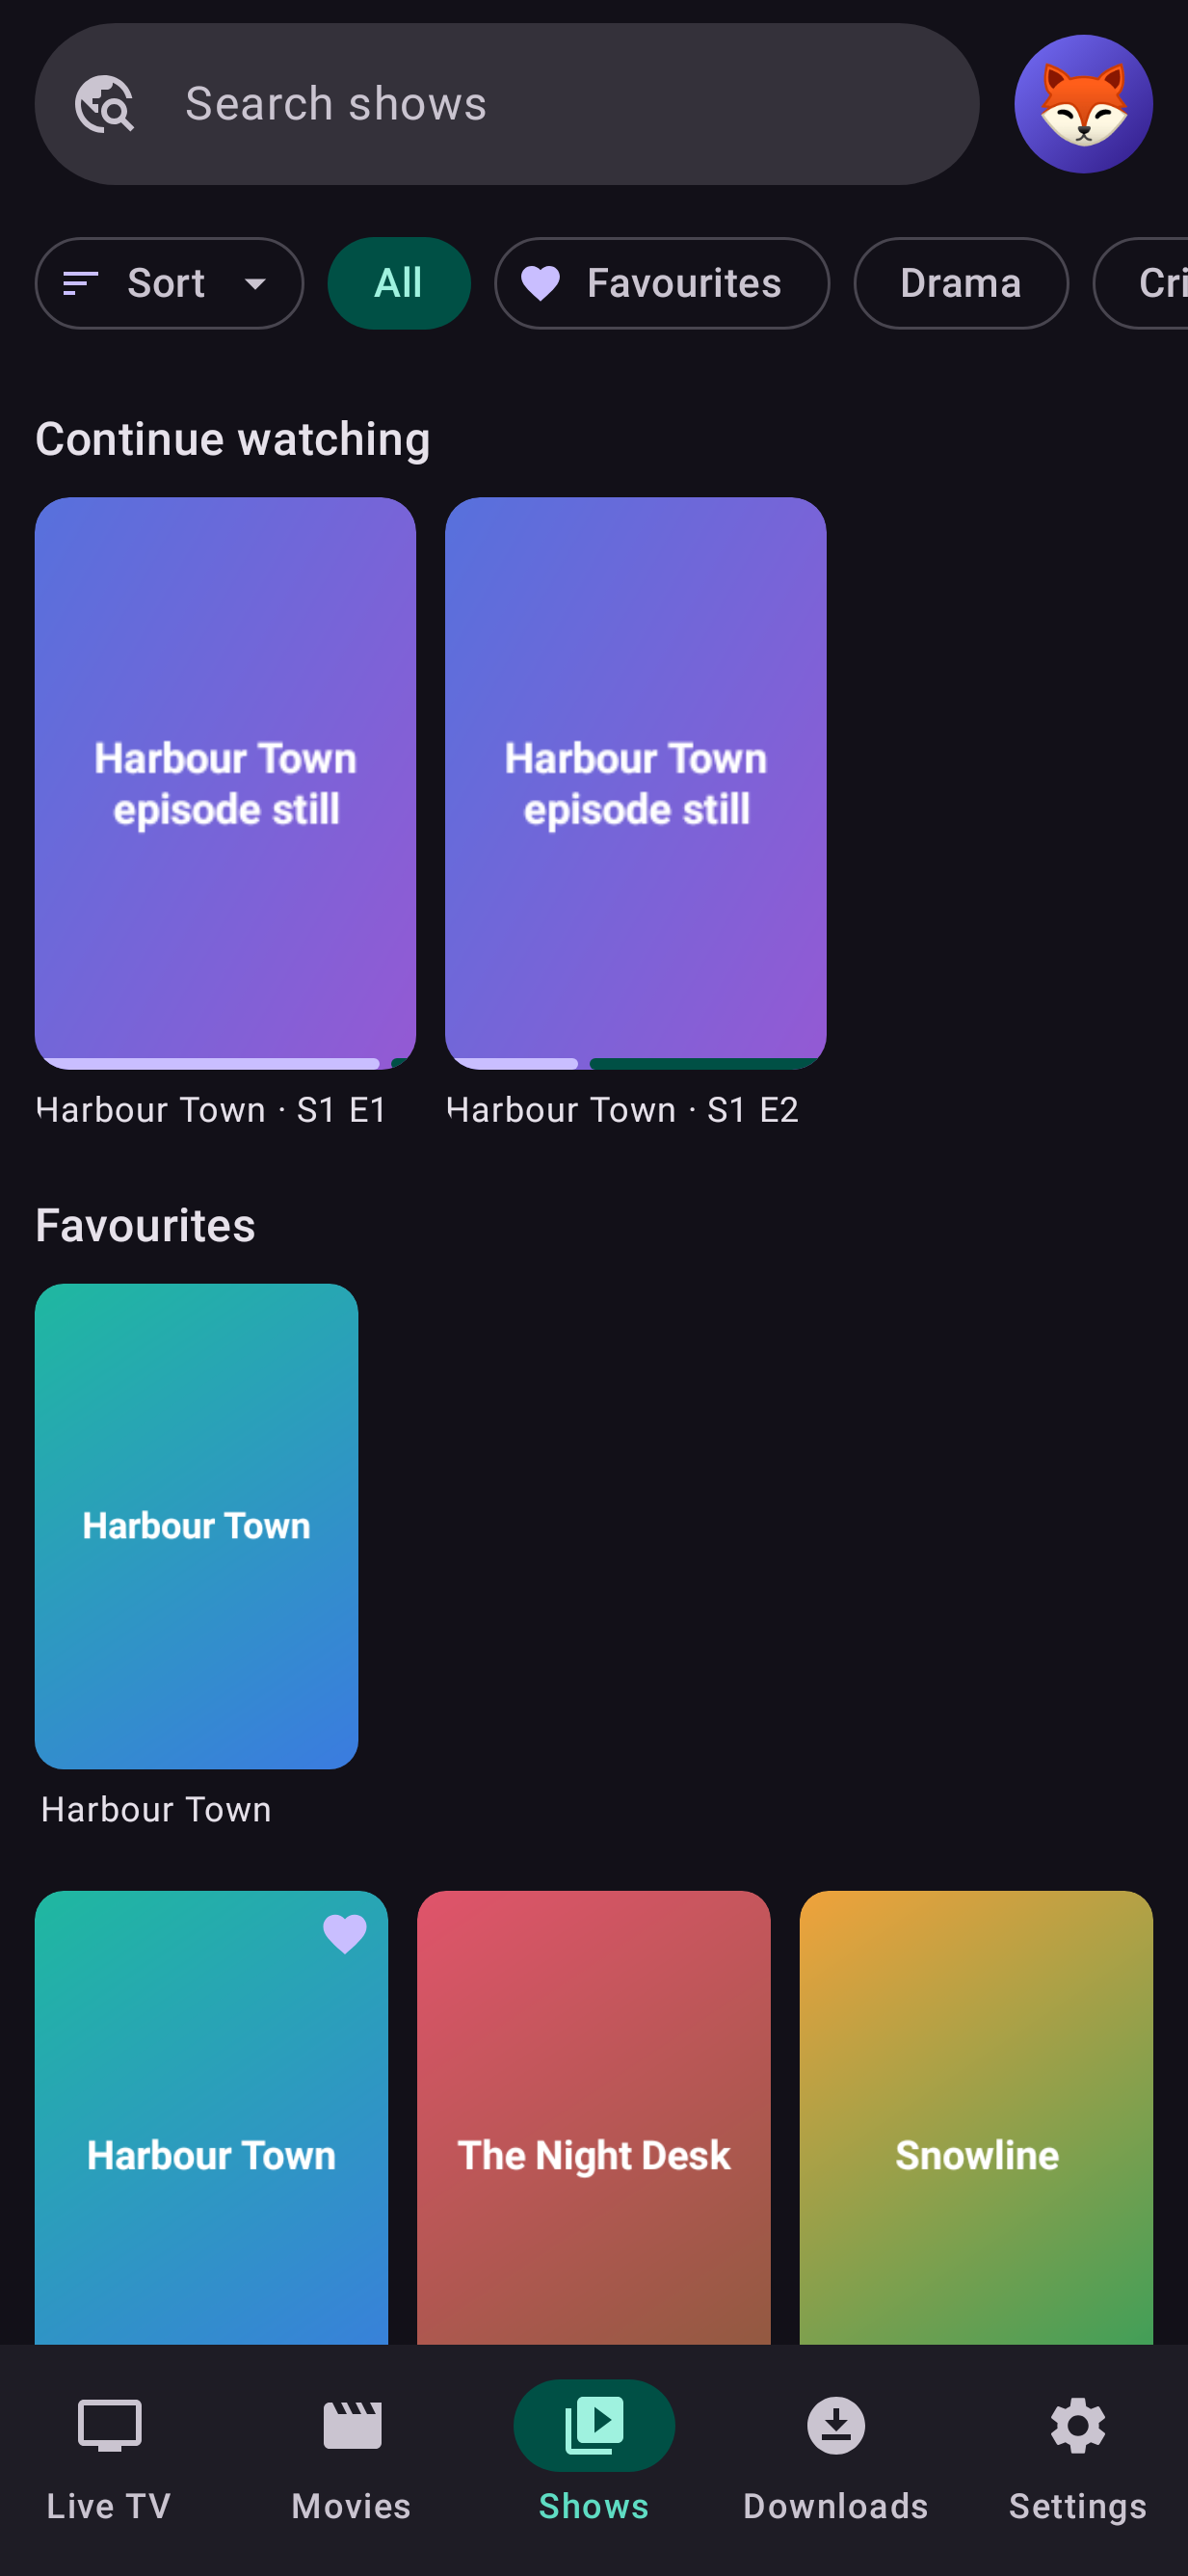 Search shows
Sort
All
Favourites
Drama
Cri
Continue watching
Harbour Town
episode still
Harbour Town
episode still
Harbour Town · S1 E1
Harbour Town · S1 E2
Favourites
Harbour Town
Harbour Town
Harbour Town
The Night Desk
Snowline
Live TV
Movies
Shows
Downloads
Settings